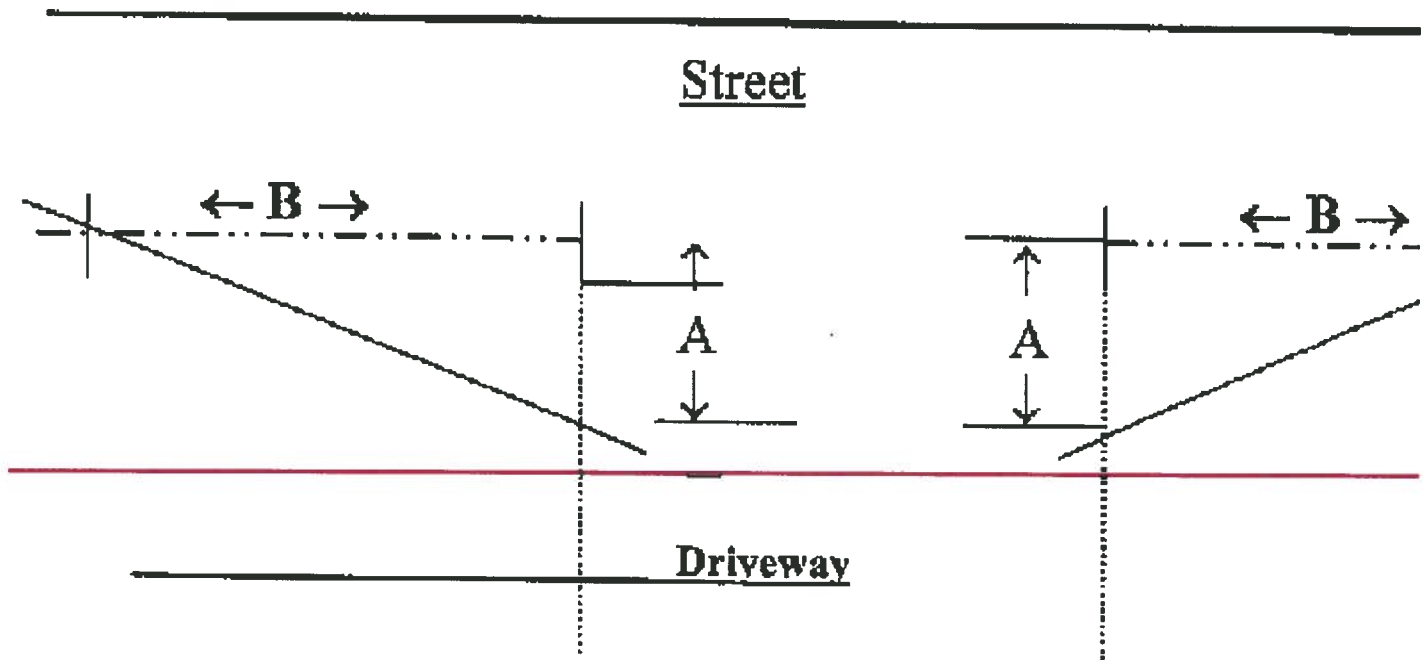 Street
← B → ← B →
A A
Driveway